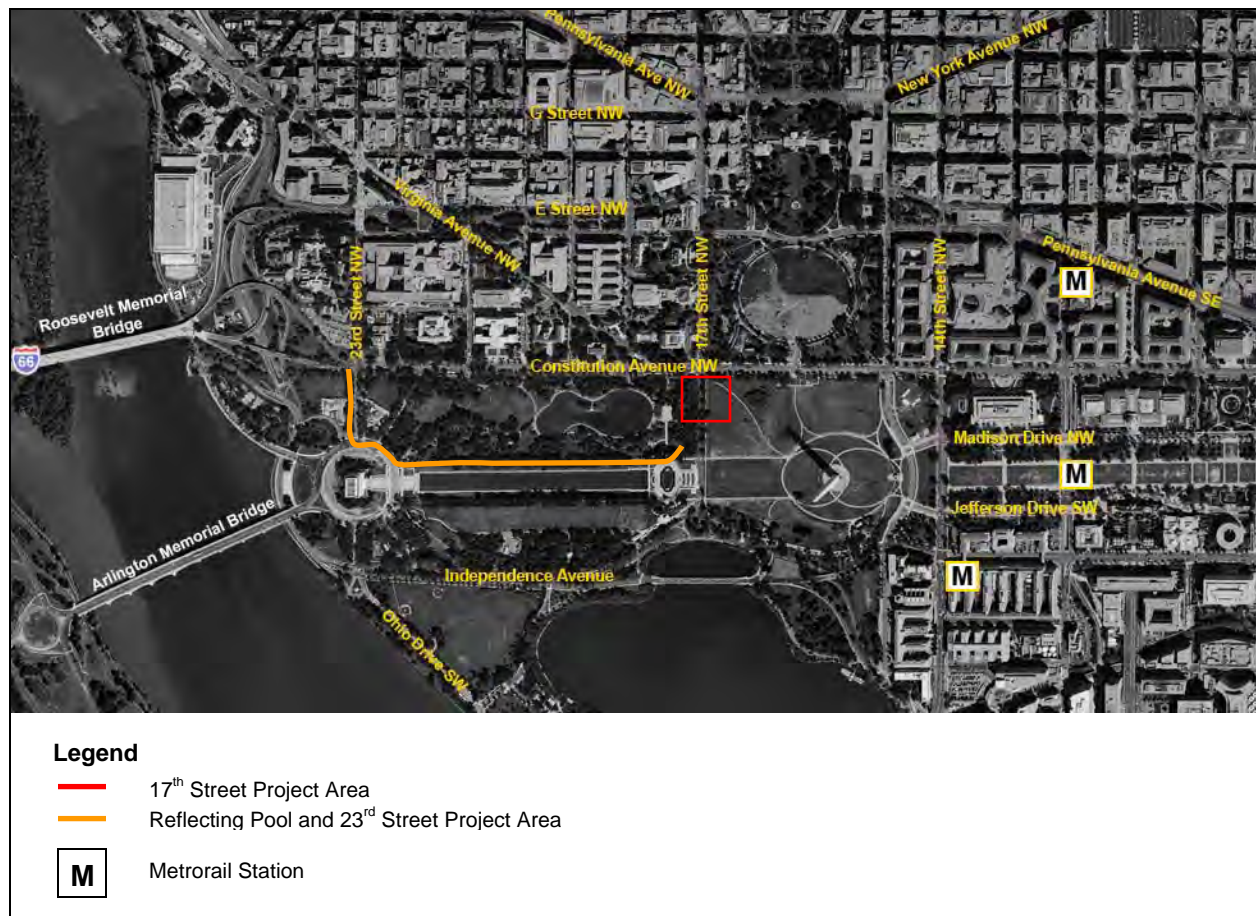 Pennsylvania Ave NW
New York Avenue NW
G Street NW
Virginia Avenue NW
E Street NW
23rd Street NW
17th Street NW
14th Street NW
Pennsylvania Avenue SE
M
Roosevelt Memorial
Bridge
66
Constitution Avenue NW
Madison Drive NW
M
Jefferson Drive SW
Arlington Memorial Bridge
Independence Avenue
M
Ohio Drive SW
Legend
17th Street Project Area
Reflecting Pool and 23rd Street Project Area
M Metrorail Station